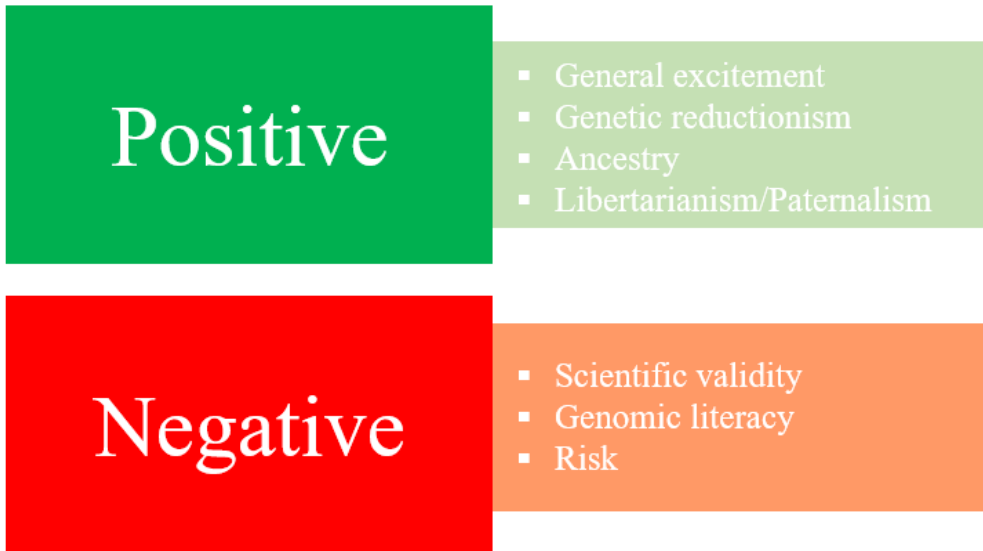 Positive
▪ General excitement
▪ Genetic reductionism
▪ Ancestry
▪ Libertarianism/Paternalism
Negative
▪ Scientific validity
▪ Genomic literacy
▪ Risk